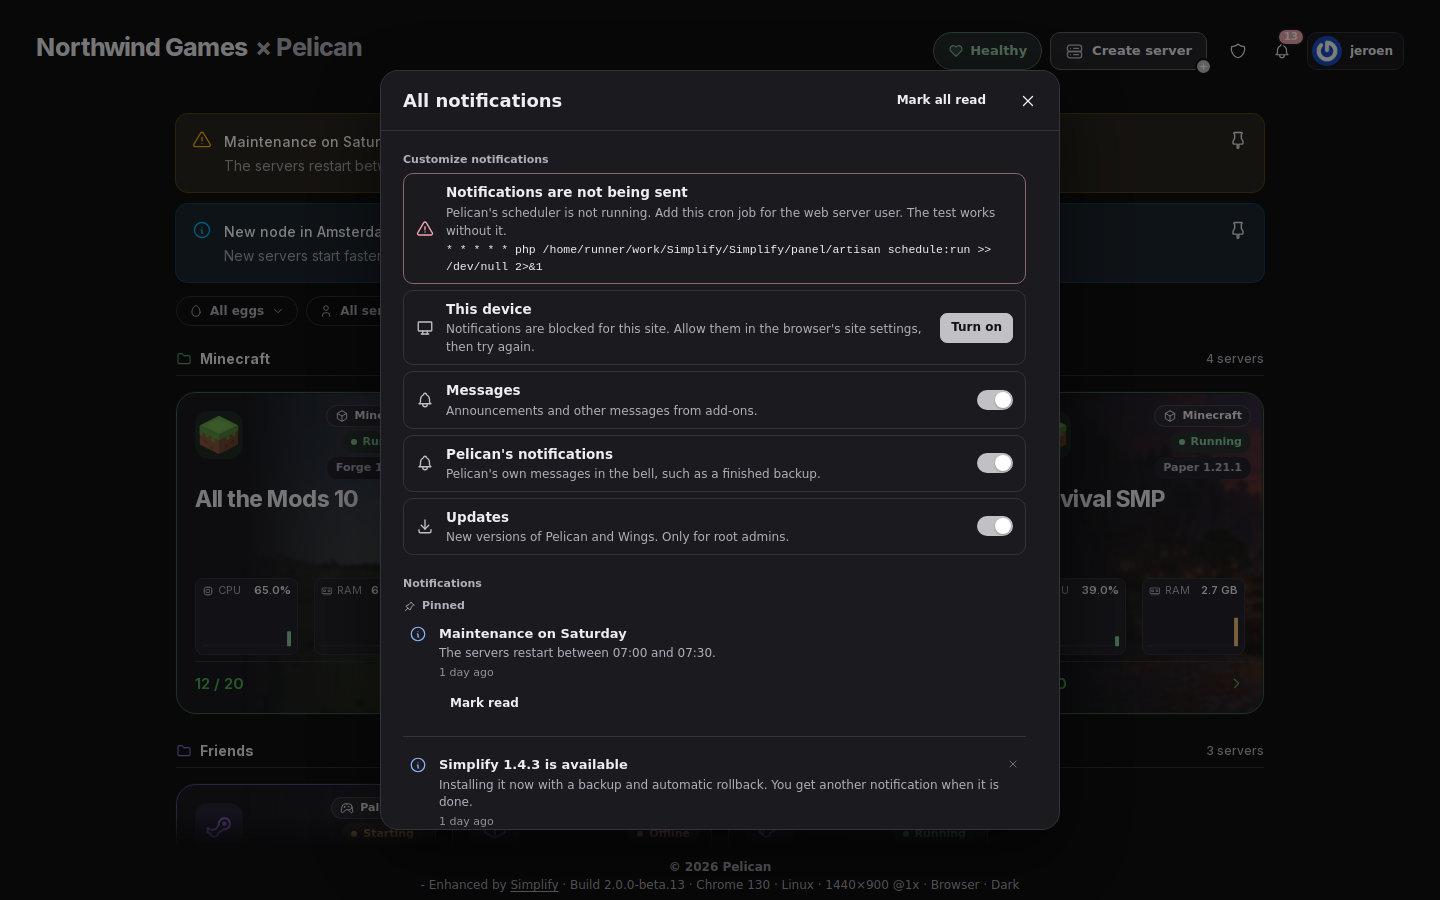 Northwind Games × Pelican
Healthy
Create server
13
jeroen
All notifications
Mark all read
Maintenance on Satur
The servers restart betw
New node in Amsterda
New servers start faster
All eggs
All ser
Customize notifications
Notifications are not being sent
Pelican's scheduler is not running. Add this cron job for the web server user. The test works
without it.
* * * * * php /home/runner/work/Simplify/Simplify/panel/artisan schedule:run >>
/dev/null 2>&1
This device
Notifications are blocked for this site. Allow them in the browser's site settings,
then try again.
Turn on
Messages
Announcements and other messages from add-ons.
Pelican's notifications
Pelican's own messages in the bell, such as a finished backup.
Updates
New versions of Pelican and Wings. Only for root admins.
Notifications
Pinned
Maintenance on Saturday
The servers restart between 07:00 and 07:30.
1 day ago
Mark read
Simplify 1.4.3 is available
Installing it now with a backup and automatic rollback. You get another notification when it is
done.
1 day ago
Minecraft
4 servers
Mine
Ru
Forge 1
All the Mods 10
CPU 65.0%
RAM 6
12 / 20
Minecraft
Running
Paper 1.21.1
vival SMP
U 39.0%
RAM 2.7 GB
0
Friends
3 servers
Pal
Starting
Offline
Running
© 2026 Pelican
- Enhanced by Simplify · Build 2.0.0-beta.13 · Chrome 130 · Linux · 1440×900 @1x · Browser · Dark